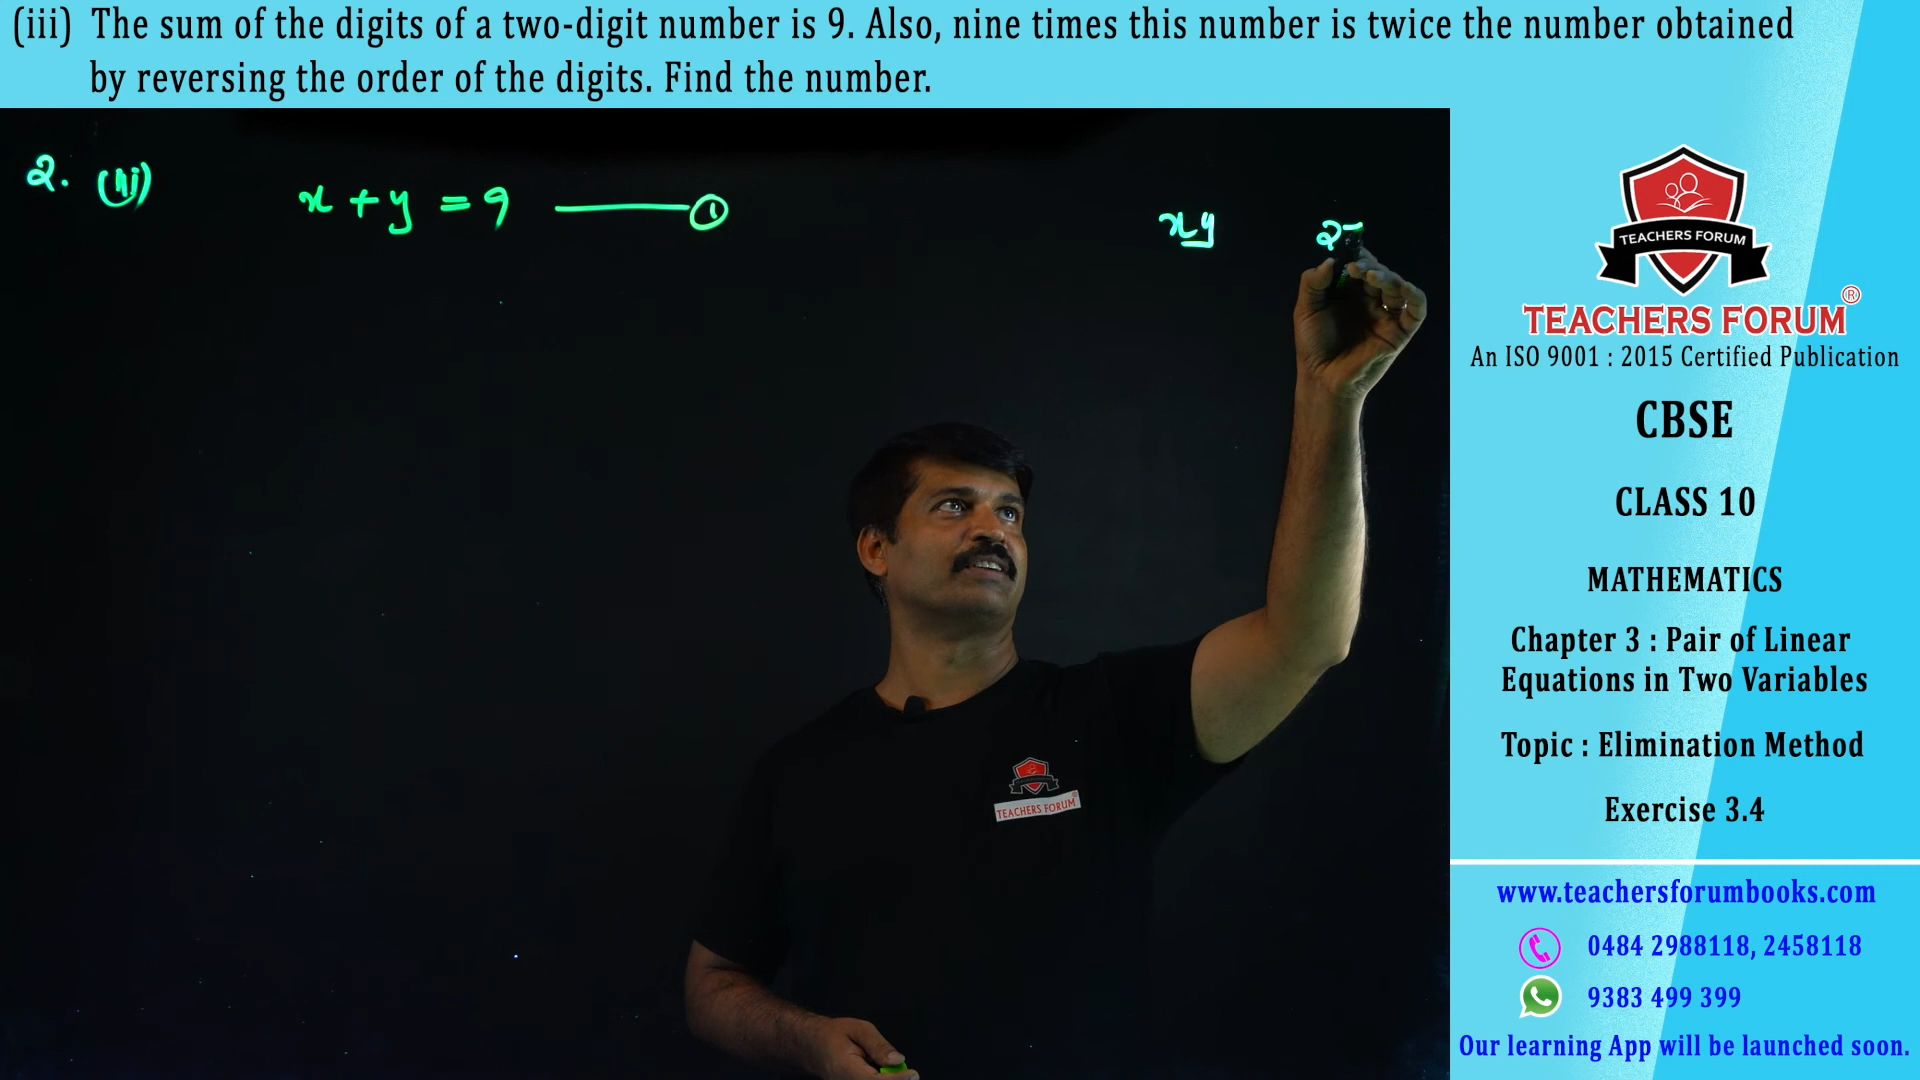 (iii) The sum of the digits of a two-digit number is 9. Also, nine times this number is twice the number obtained
by reversing the order of the digits. Find the number.
2. (iii) x + y = 9 ——— ①
xy
2
TEACHERS FORUM
TEACHERS FORUM®
An ISO 9001 : 2015 Certified Publication
CBSE
CLASS 10
MATHEMATICS
Chapter 3 : Pair of Linear
Equations in Two Variables
Topic : Elimination Method
Exercise 3.4
www.teachersforumbooks.com
0484 2988118, 2458118
9383 499 399
Our learning App will be launched soon.
TEACHERS FORUM